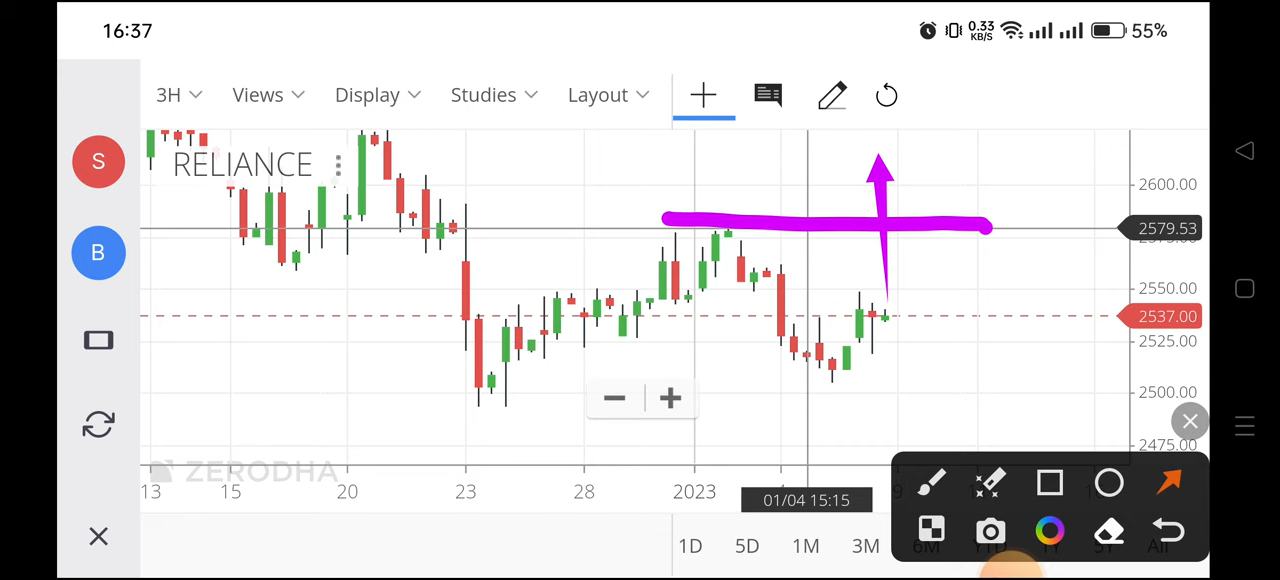 16:37
0.33
KB/S
55%
3H Views Display Studies Layout
S
RELIANCE
2600.00
B
2579.53
2550.00
2537.00
2525.00
2500.00
2475.00
ZERODHA
13 15 20 23 28 2023
01/04 15:15
1D 5D 1M 3M